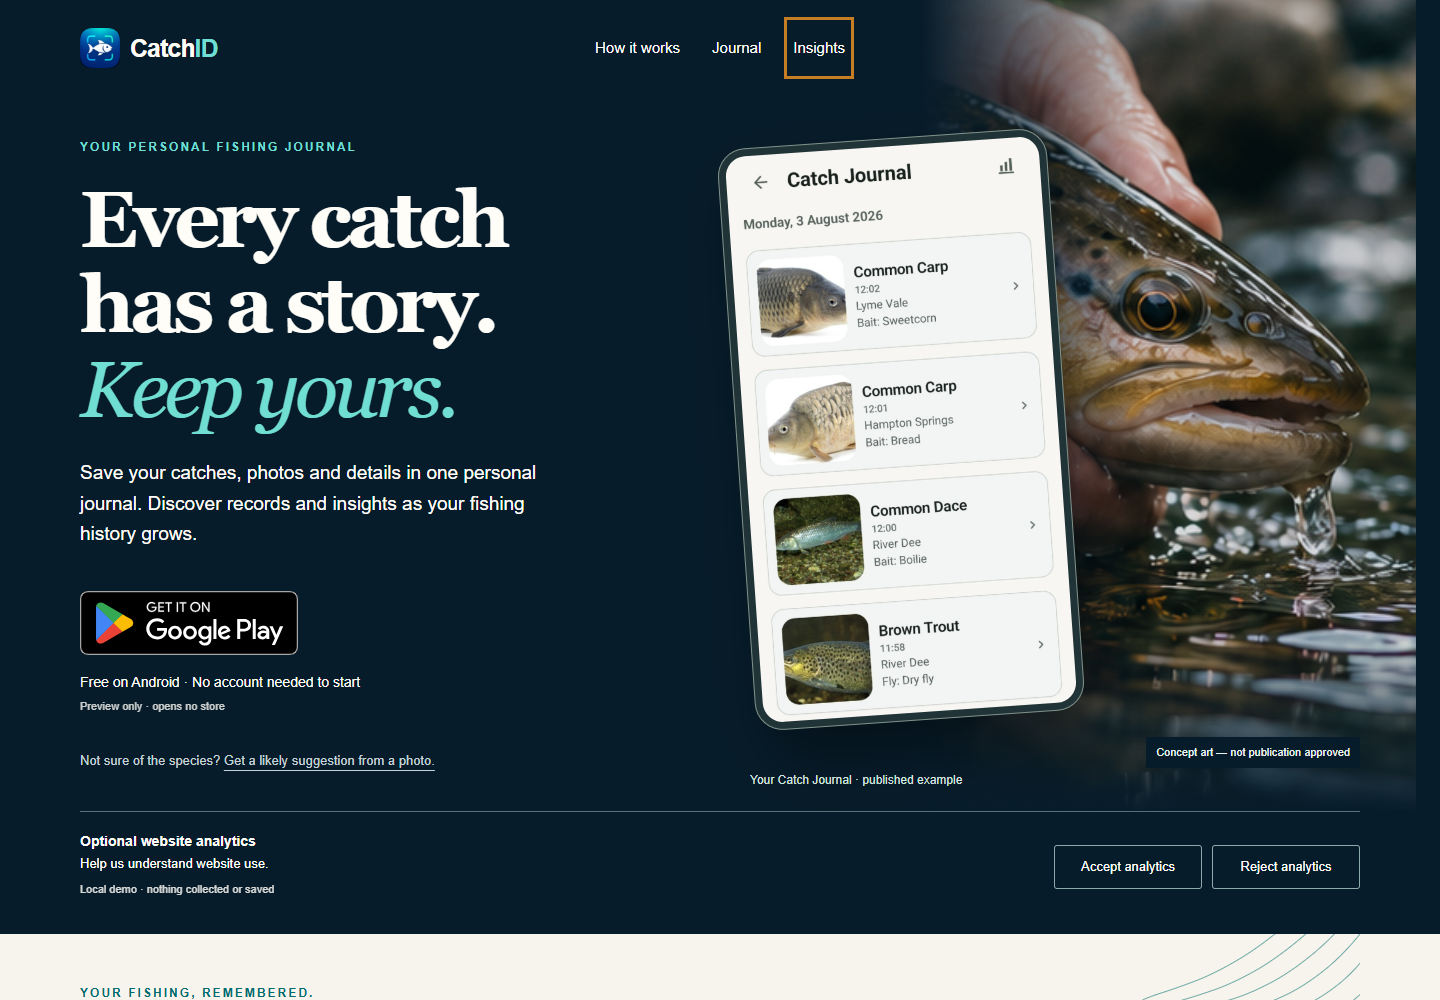 CatchID
How it works
Journal
Insights
YOUR PERSONAL FISHING JOURNAL
Every catch
has a story.
Keep yours.
Save your catches, photos and details in one personal
journal. Discover records and insights as your fishing
history grows.
GET IT ON
Google Play
Free on Android · No account needed to start
Preview only · opens no store
Not sure of the species? Get a likely suggestion from a photo.
Catch Journal
Monday, 3 August 2026
Common Carp
12:02
Lyme Vale
Bait: Sweetcorn
Common Carp
12:01
Hampton Springs
Bait: Bread
Common Dace
12:00
River Dee
Bait: Boilie
Brown Trout
11:58
River Dee
Fly: Dry fly
Concept art — not publication approved
Your Catch Journal · published example
Optional website analytics
Help us understand website use.
Local demo · nothing collected or saved
Accept analytics
Reject analytics
YOUR FISHING, REMEMBERED.